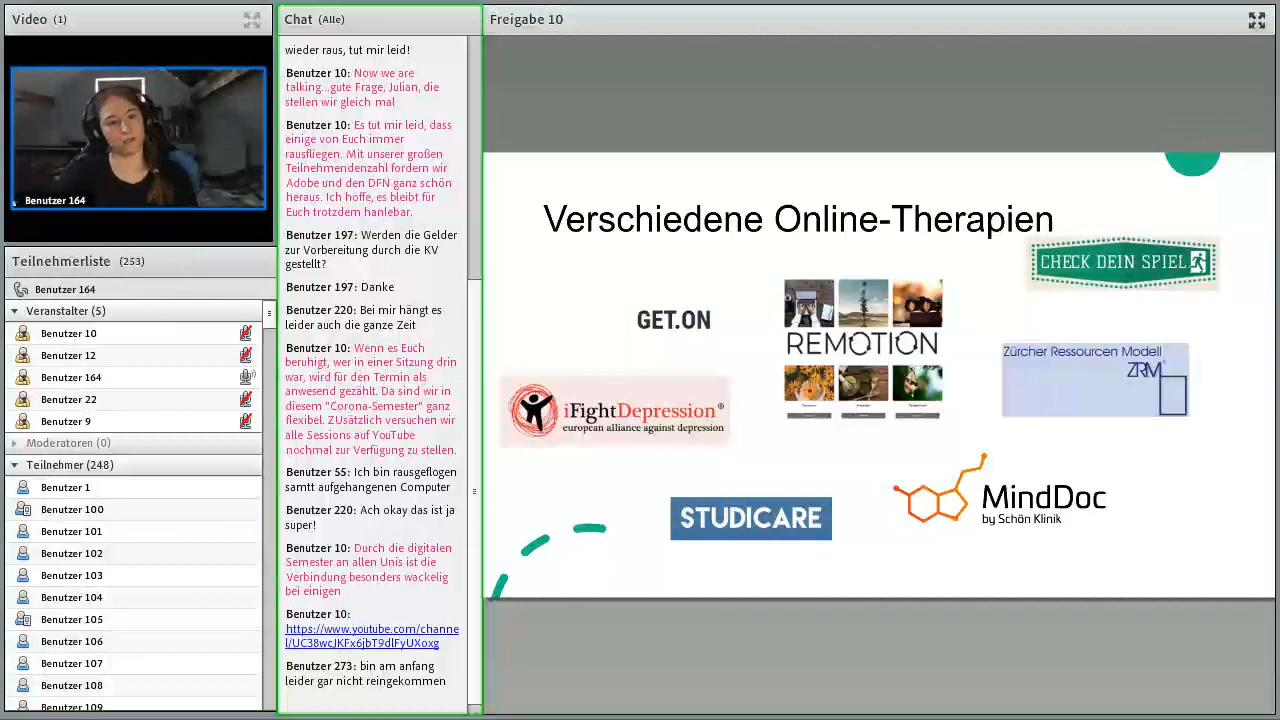 Video (1)
Benutzer 164
Teilnehmerliste (253)
Benutzer 164
Veranstalter (5)
Benutzer 10
Benutzer 12
Benutzer 164
Benutzer 22
Benutzer 9
Moderatoren (0)
Teilnehmer (248)
Benutzer 1
Benutzer 100
Benutzer 101
Benutzer 102
Benutzer 103
Benutzer 104
Benutzer 105
Benutzer 106
Benutzer 107
Benutzer 108
Benutzer 109
Chat (Alle)
wieder raus, tut mir leid!
Benutzer 10: Now we are
talking...gute Frage, Julian, die
stellen wir gleich mal
Benutzer 10: Es tut mir leid, dass
einige von Euch immer
rausfliegen. Mit unserer großen
Teilnehmendenzahl fordern wir
Adobe und den DFN ganz schön
heraus. Ich hoffe, es bleibt für
Euch trotzdem hanlebar.
Benutzer 197: Werden die Gelder
zur Vorbereitung durch die KV
gestellt?
Benutzer 197: Danke
Benutzer 220: Bei mir hängt es
leider auch die ganze Zeit
Benutzer 10: Wenn es Euch
beruhigt, wer in einer Sitzung drin
war, wird für den Termin als
anwesend gezählt. Da sind wir in
diesem "Corona-Semester" ganz
flexibel. ZUsätzlich versuchen wir
alle Sessions auf YouTube
nochmal zur Verfügung zu stellen.
Benutzer 55: Ich bin rausgeflogen
samtt aufgehangenen Computer
Benutzer 220: Ach okay das ist ja
super!
Benutzer 10: Durch die digitalen
Semester an allen Unis ist die
Verbindung besonders wackelig
bei einigen
Benutzer 10:
https://www.youtube.com/channe
l/UC38wcJKFx6jbT9dlFyUXoxg
Benutzer 273: bin am anfang
leider gar nicht reingekommen
Freigabe 10
Verschiedene Online-Therapien
CHECK DEIN SPIEL
GET.ON
REMOTION
Zürcher Ressourcen Modell
ZRM®
iFightDepression®
european alliance against depression
STUDICARE
MindDoc
by Schön Klinik